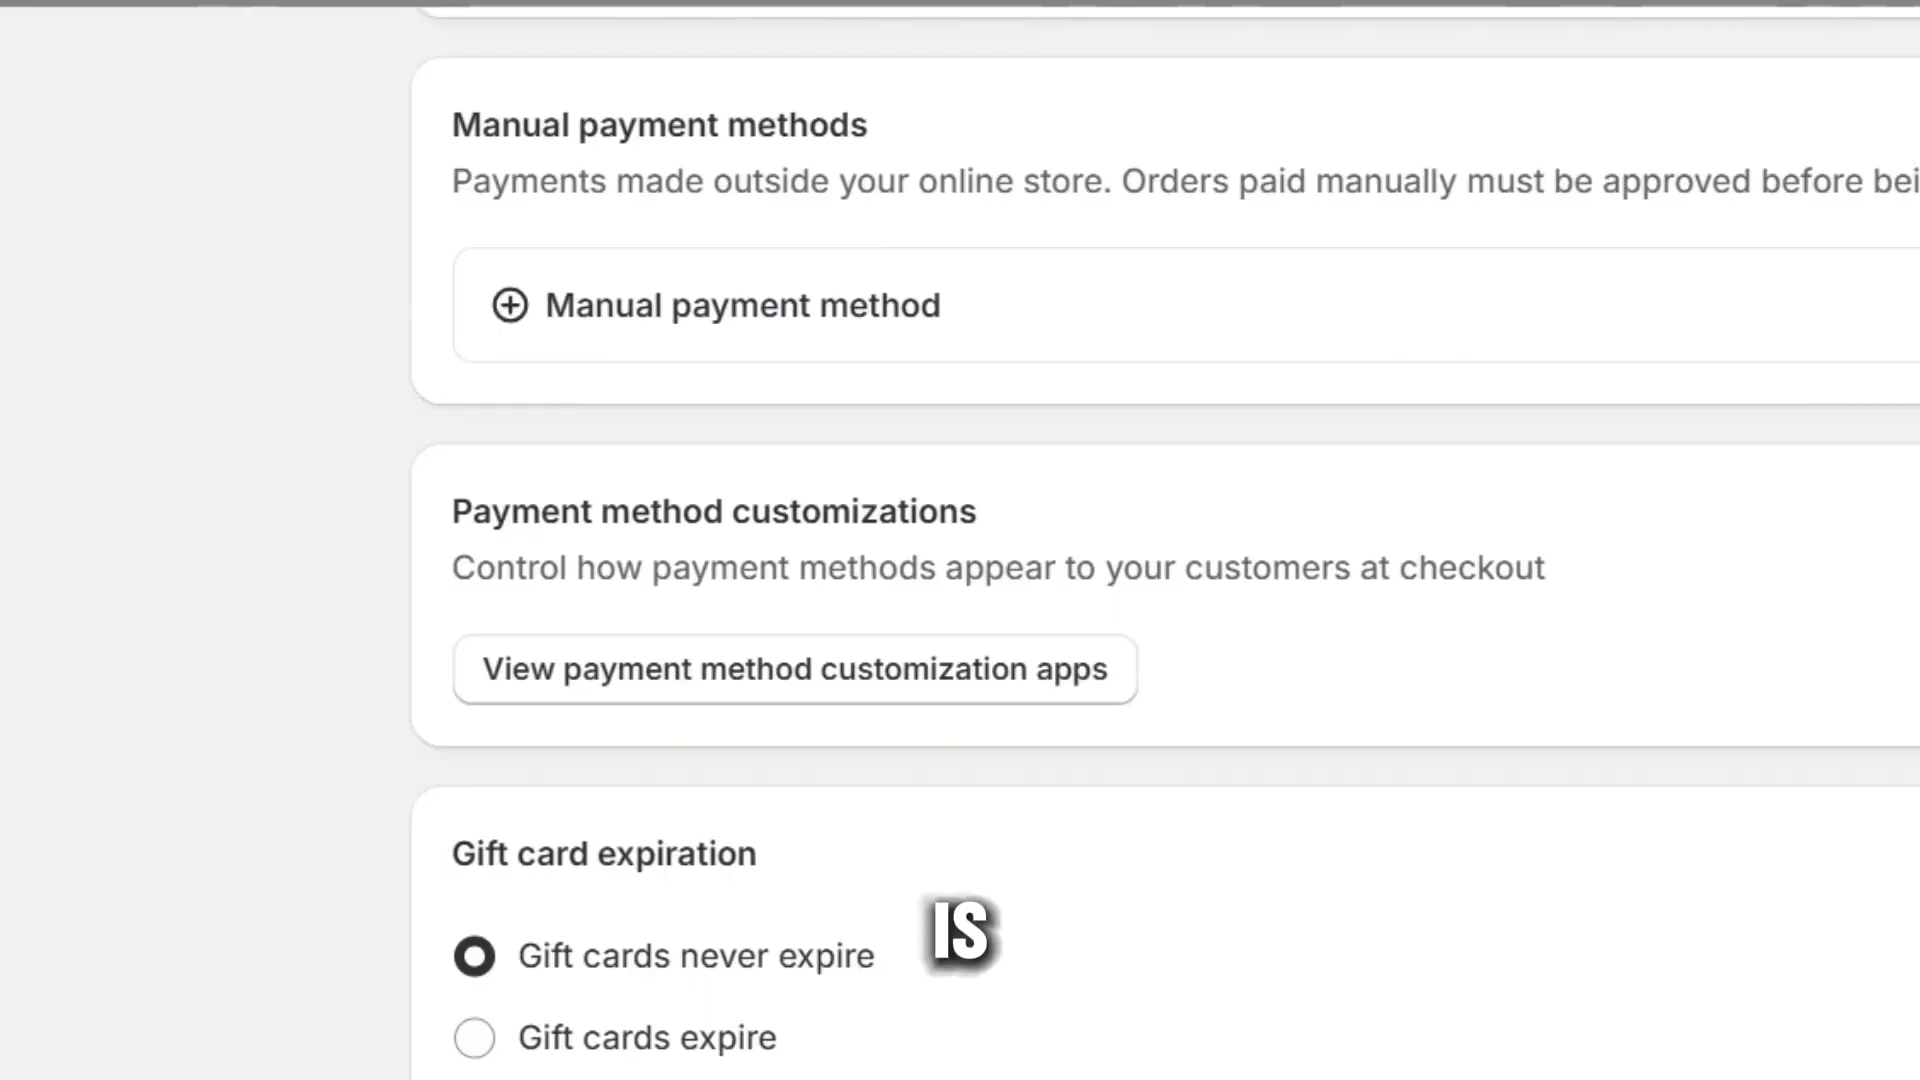 Manual payment methods
Payments made outside your online store. Orders paid manually must be approved before bei
Manual payment method
Payment method customizations
Control how payment methods appear to your customers at checkout
View payment method customization apps
Gift card expiration
IS
Gift cards never expire
Gift cards expire